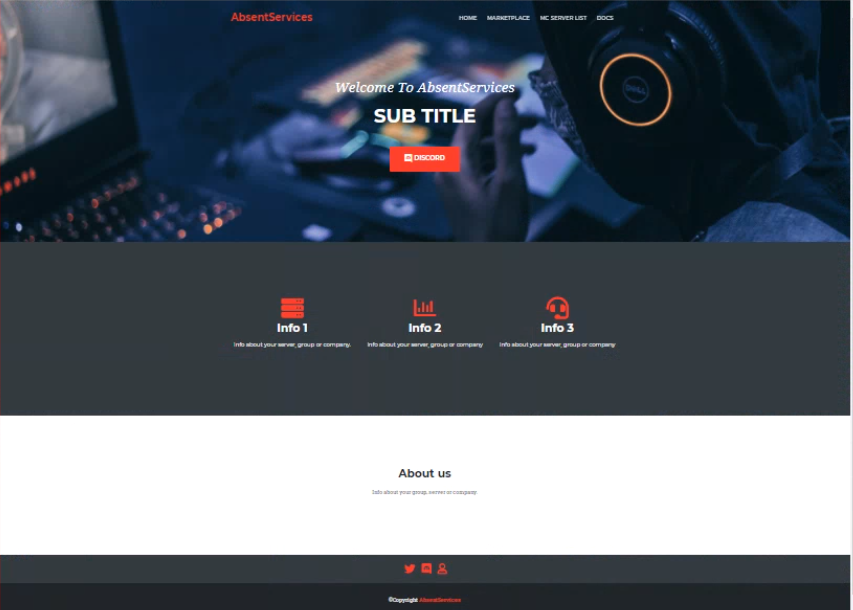 AbsentServices
HOME MARKETPLACE MC SERVER LIST DOCS
Welcome To AbsentServices
SUB TITLE
DISCORD
DELL
Info 1 Info 2 Info 3
Info about your server, group or company. Info about your server, group or company Info about your server, group or company
About us
Info about your group, server or company
©Copyright AbsentServices